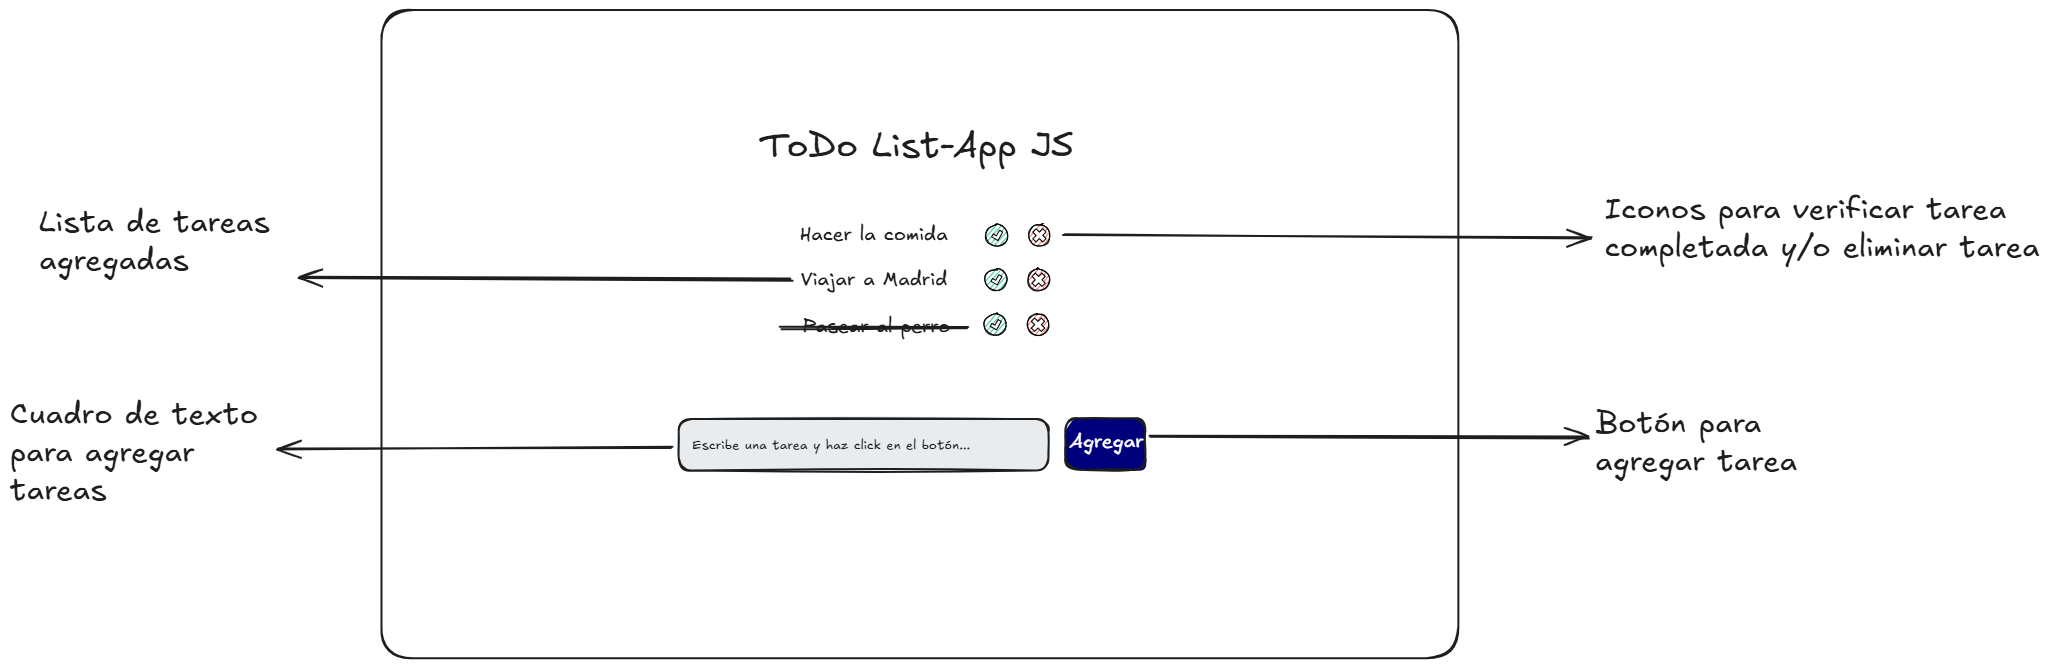 ToDo List-App JS
Lista de tareas
agregadas
Hacer la comida
Viajar a Madrid
Pasear al perro
Iconos para verificar tarea
completada y/o eliminar tarea
Cuadro de texto
para agregar
tareas
Escribe una tarea y haz click en el botón...
Agregar
Botón para
agregar tarea